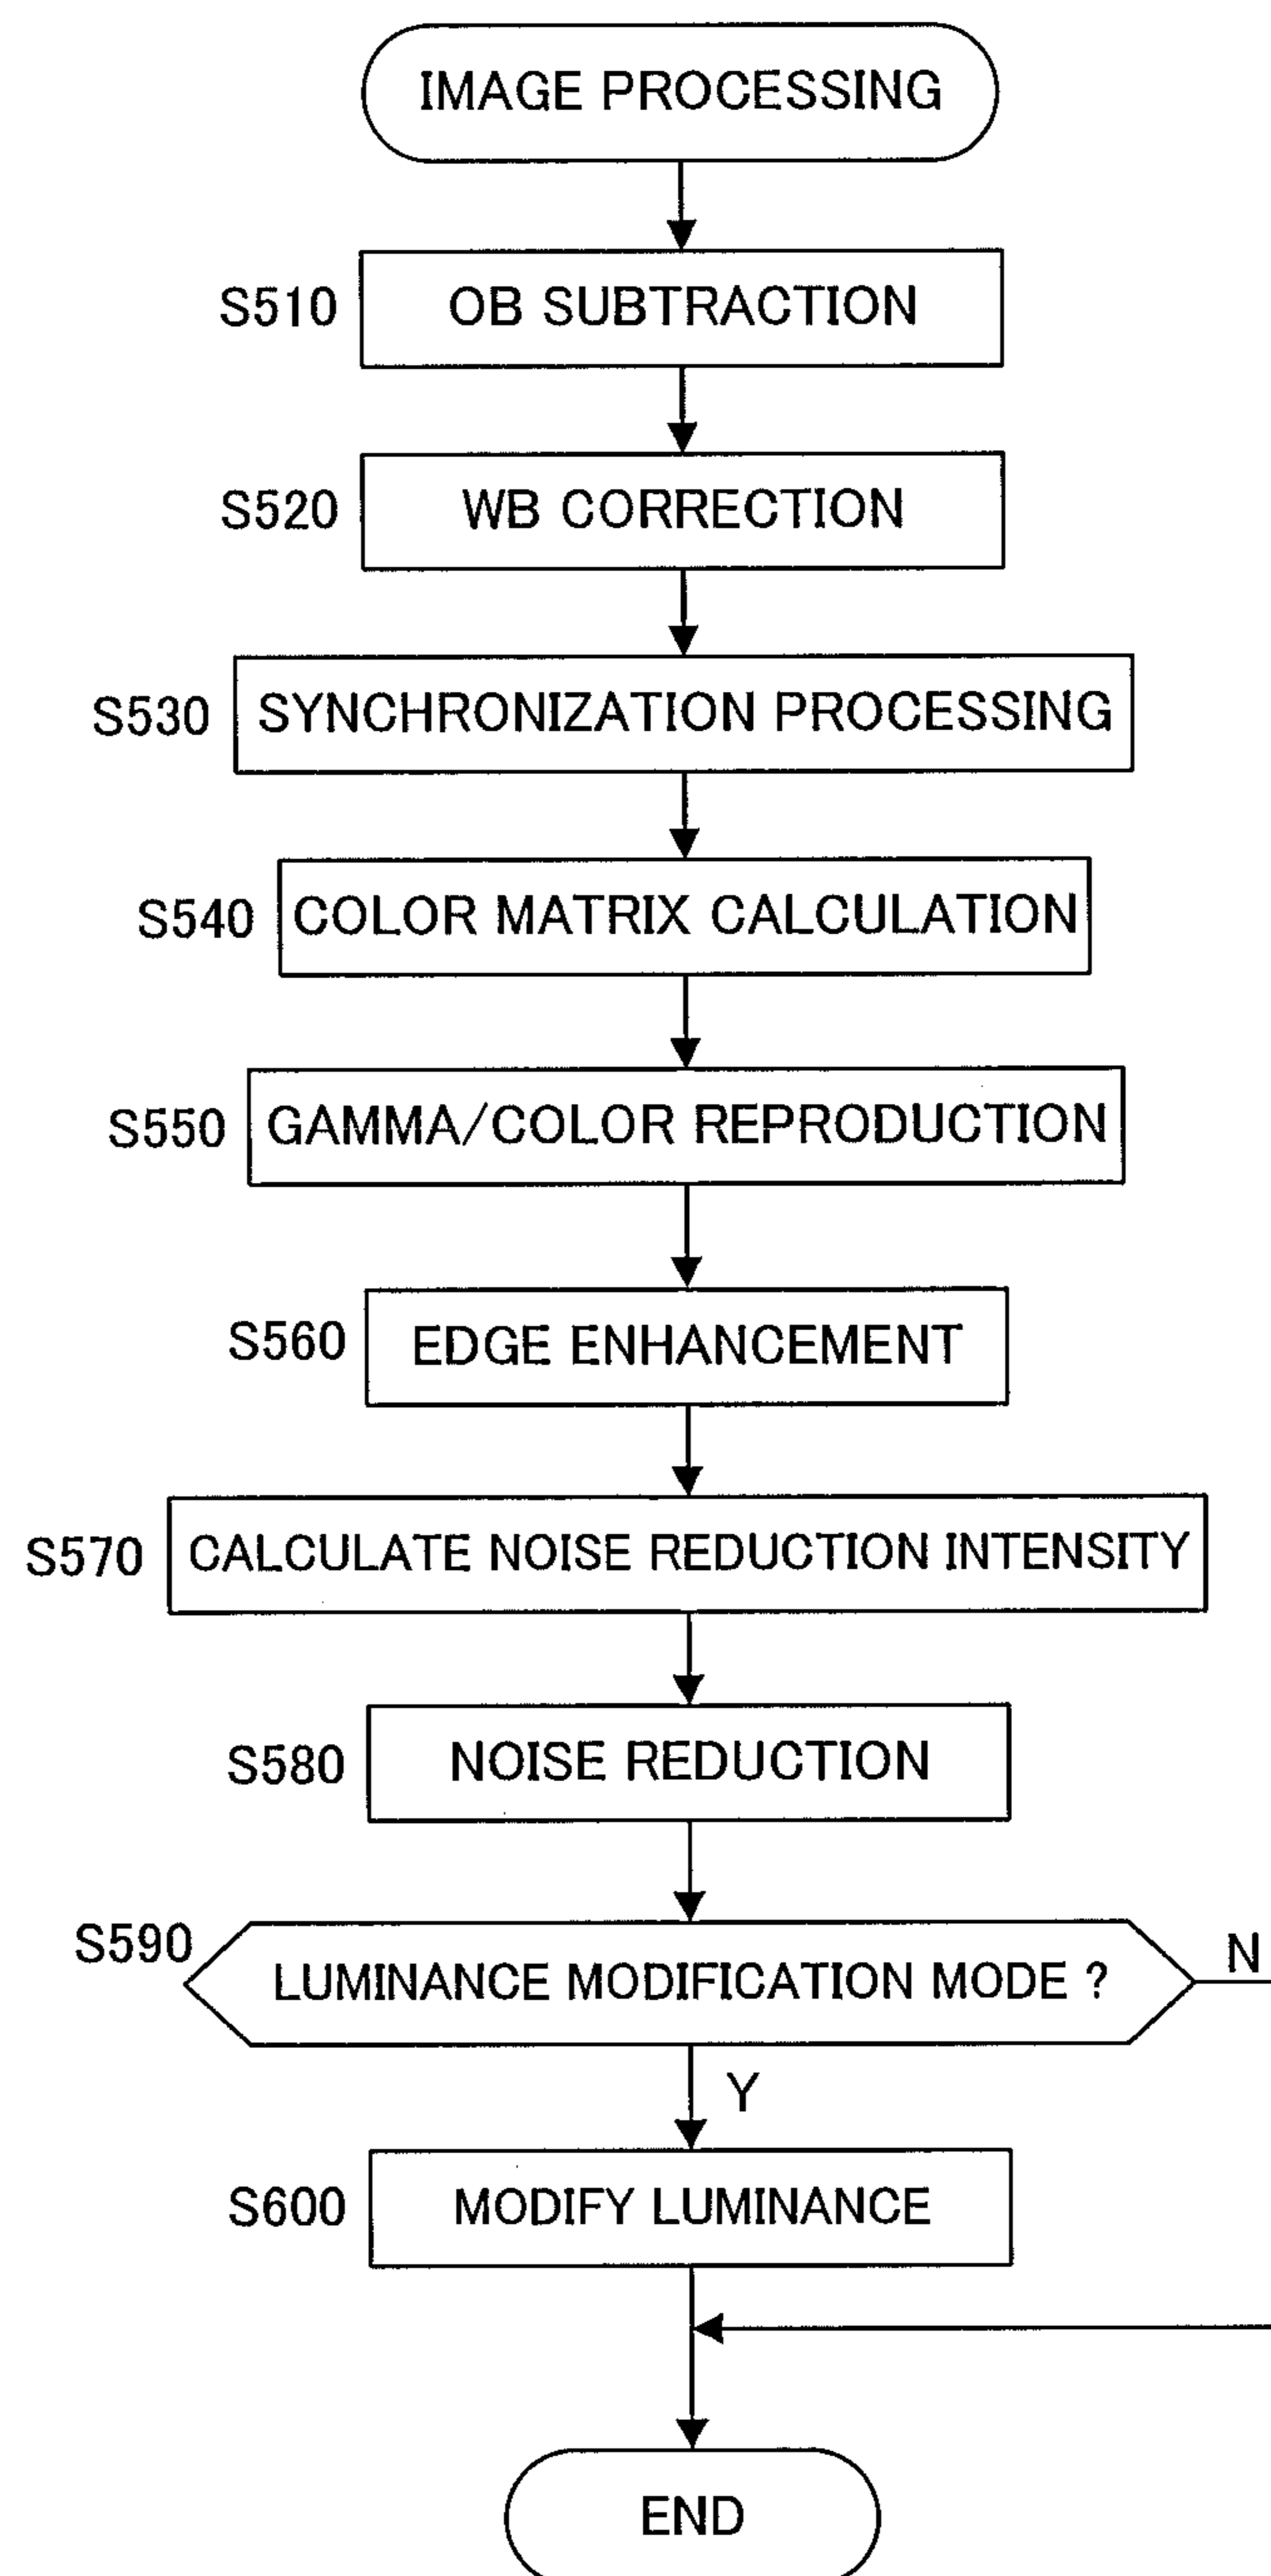 IMAGE PROCESSING
S510 OB SUBTRACTION
S520 WB CORRECTION
S530 SYNCHRONIZATION PROCESSING
S540 COLOR MATRIX CALCULATION
S550 GAMMA/COLOR REPRODUCTION
S560 EDGE ENHANCEMENT
S570 CALCULATE NOISE REDUCTION INTENSITY
S580 NOISE REDUCTION
S590 LUMINANCE MODIFICATION MODE ? N
Y
S600 MODIFY LUMINANCE
END